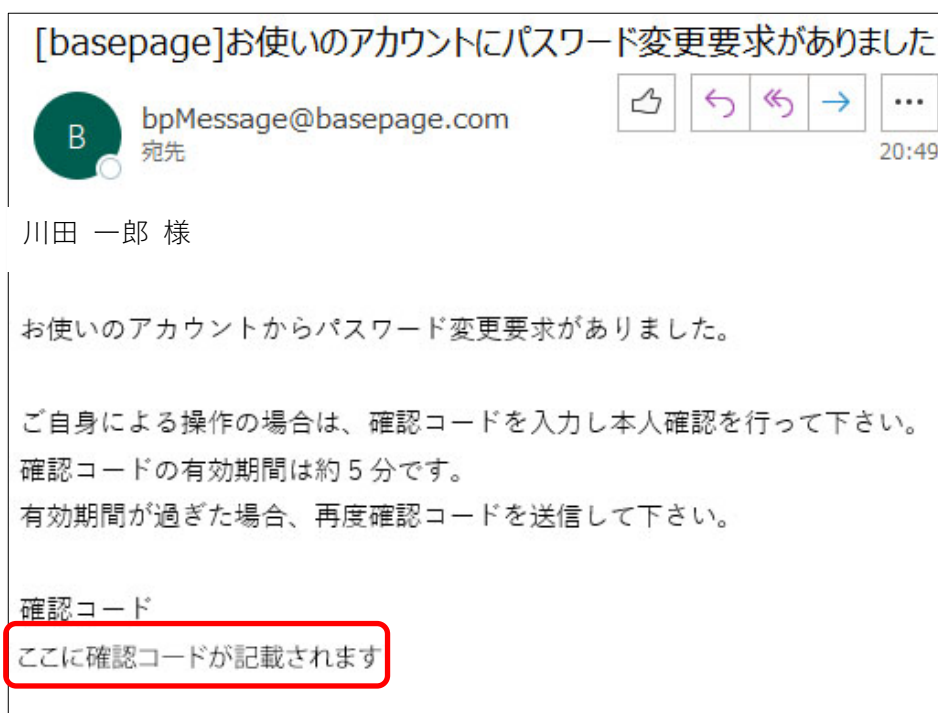 [basepage]お使いのアカウントにパスワード変更要求がありました
B
bpMessage@basepage.com
宛先
20:49
川田 一郎 様
お使いのアカウントからパスワード変更要求がありました。
ご自身による操作の場合は、確認コードを入力し本人確認を行って下さい。
確認コードの有効期間は約5分です。
有効期間が過ぎた場合、再度確認コードを送信して下さい。
確認コード
ここに確認コードが記載されます